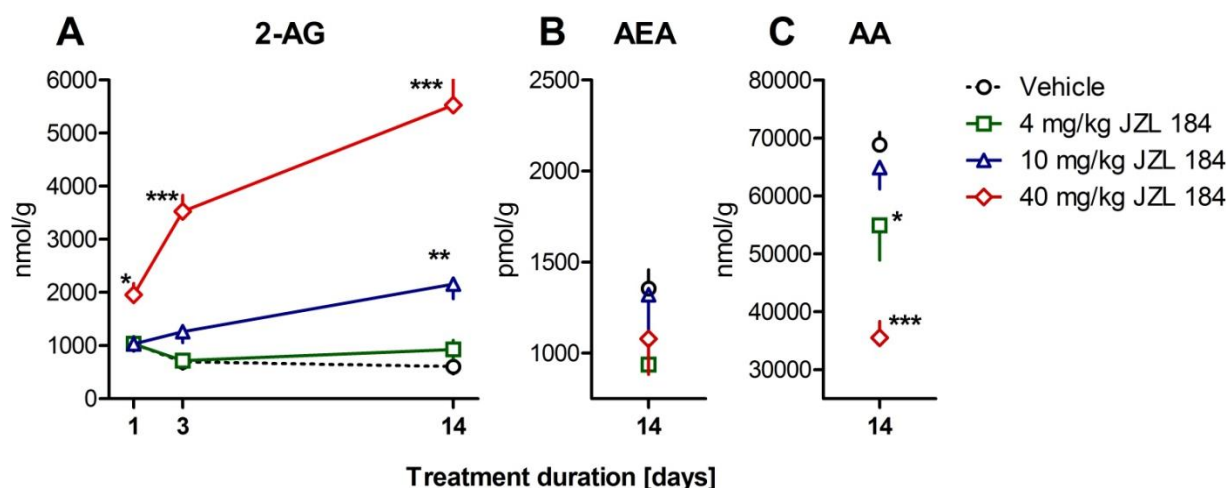 A 2-AG
B AEA
C AA
nmol/g
6000
5000
4000
3000
2000
1000
0
*
***
***
**
1 3 14
pmol/g
2500
2000
1500
1000
14
nmol/g
80000
70000
60000
50000
40000
30000
*
***
14
Vehicle
4 mg/kg JZL 184
10 mg/kg JZL 184
40 mg/kg JZL 184
Treatment duration [days]